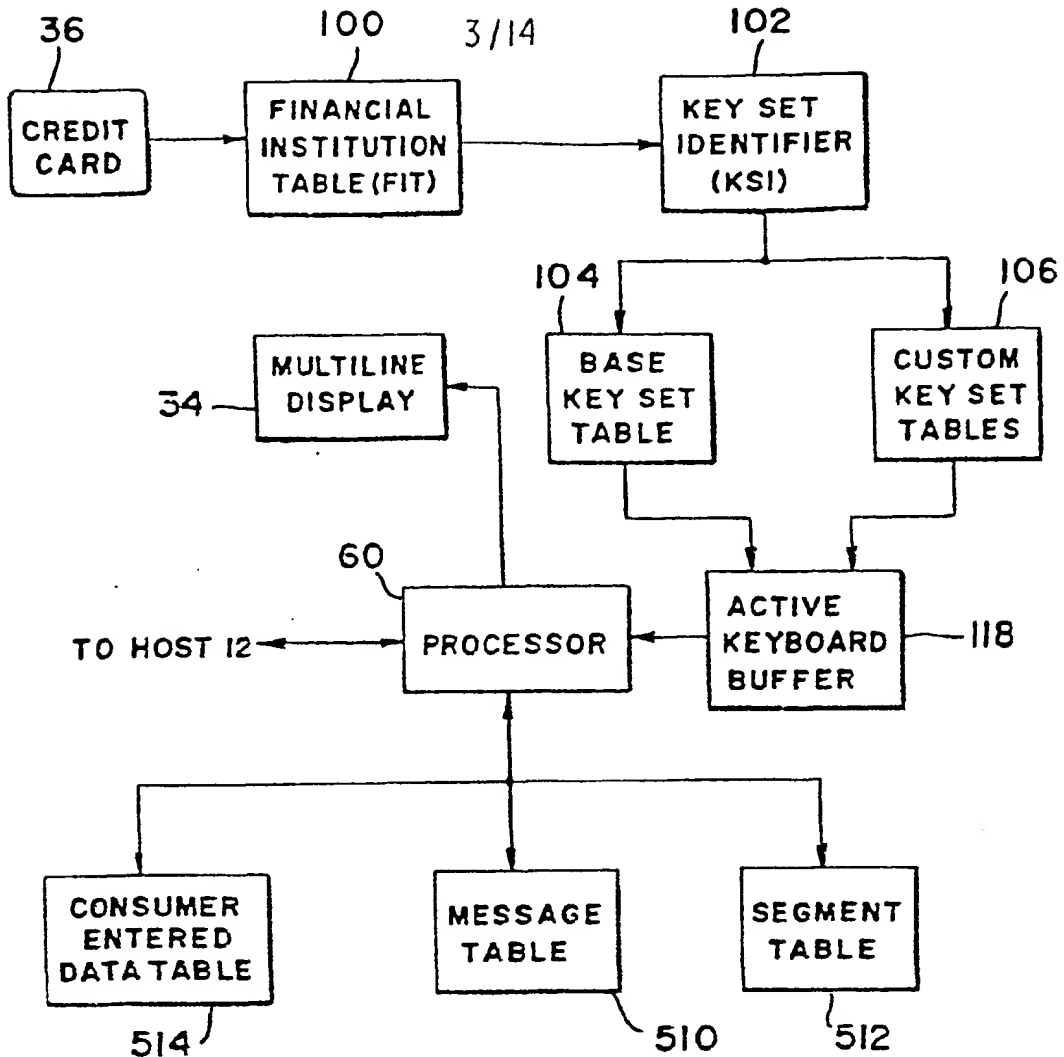 36
100
3/14
102
CREDIT
CARD
FINANCIAL
INSTITUTION
TABLE (FIT)
KEY SET
IDENTIFIER
(KSI)
104
106
MULTILINE
DISPLAY
34
BASE
KEY SET
TABLE
CUSTOM
KEY SET
TABLES
60
TO HOST 12
PROCESSOR
ACTIVE
KEYBOARD
BUFFER
118
CONSUMER
ENTERED
DATA TABLE
MESSAGE
TABLE
SEGMENT
TABLE
514
510
512